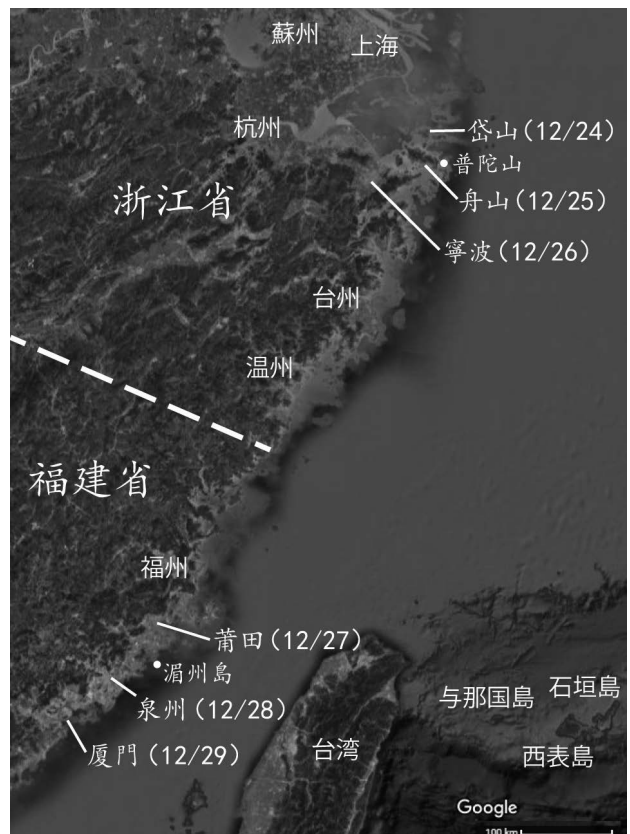 蘇州
上海
杭州
岱山(12/24)
普陀山
浙江省
舟山(12/25)
寧波(12/26)
台州
温州
福建省
福州
莆田(12/27)
湄州島
泉州(12/28)
厦門(12/29)
台湾
与那国島
石垣島
西表島
Google
100 km